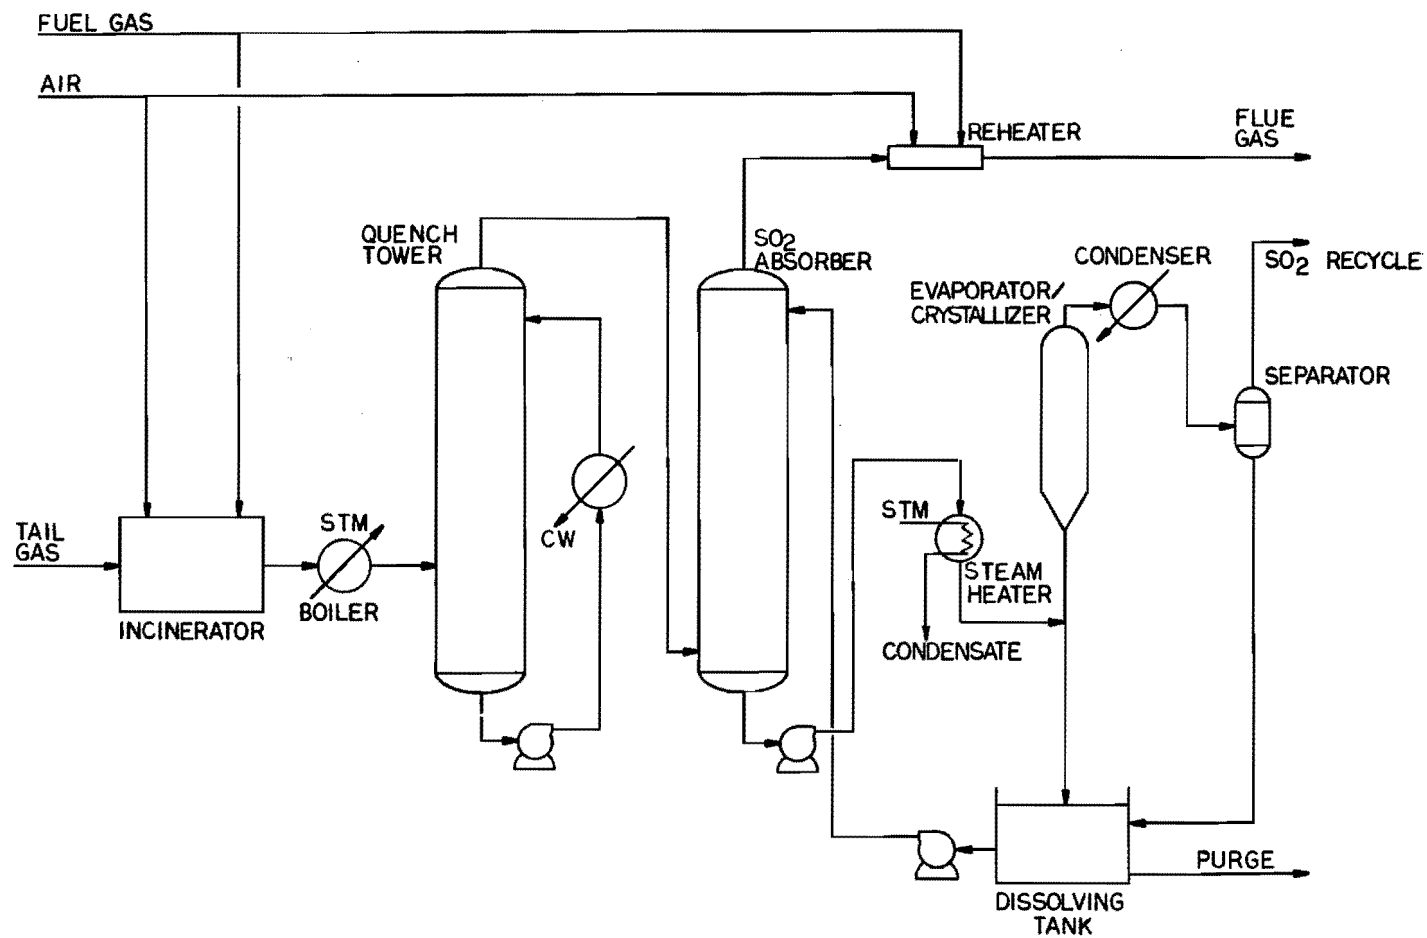 FUEL GAS
AIR
REHEATER
FLUE
GAS
QUENCH
TOWER
SO2
ABSORBER
CONDENSER
SO2 RECYCLE
EVAPORATOR/
CRYSTALLIZER
SEPARATOR
TAIL
GAS
STM
CW
STM
BOILER
INCINERATOR
STEAM
HEATER
CONDENSATE
PURGE
DISSOLVING
TANK